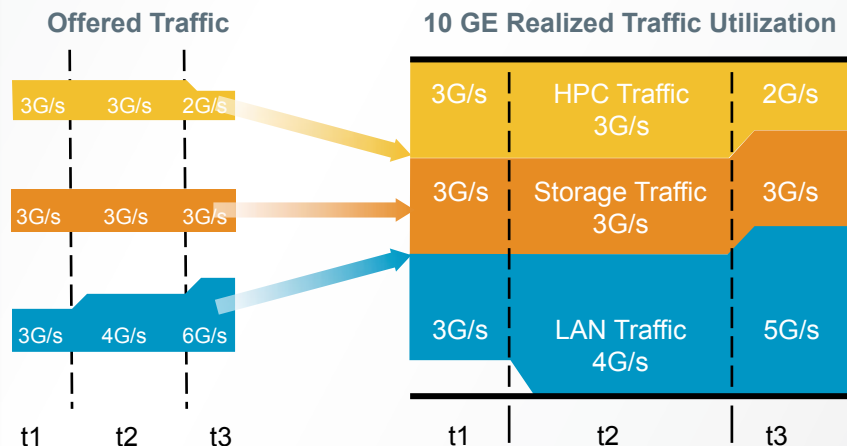 Offered Traffic
10 GE Realized Traffic Utilization
3G/s 3G/s 2G/s
3G/s 3G/s 3G/s
3G/s 4G/s 6G/s
t1 t2 t3
3G/s HPC Traffic 2G/s
3G/s
3G/s Storage Traffic 3G/s
3G/s
3G/s LAN Traffic 5G/s
4G/s
t1 t2 t3